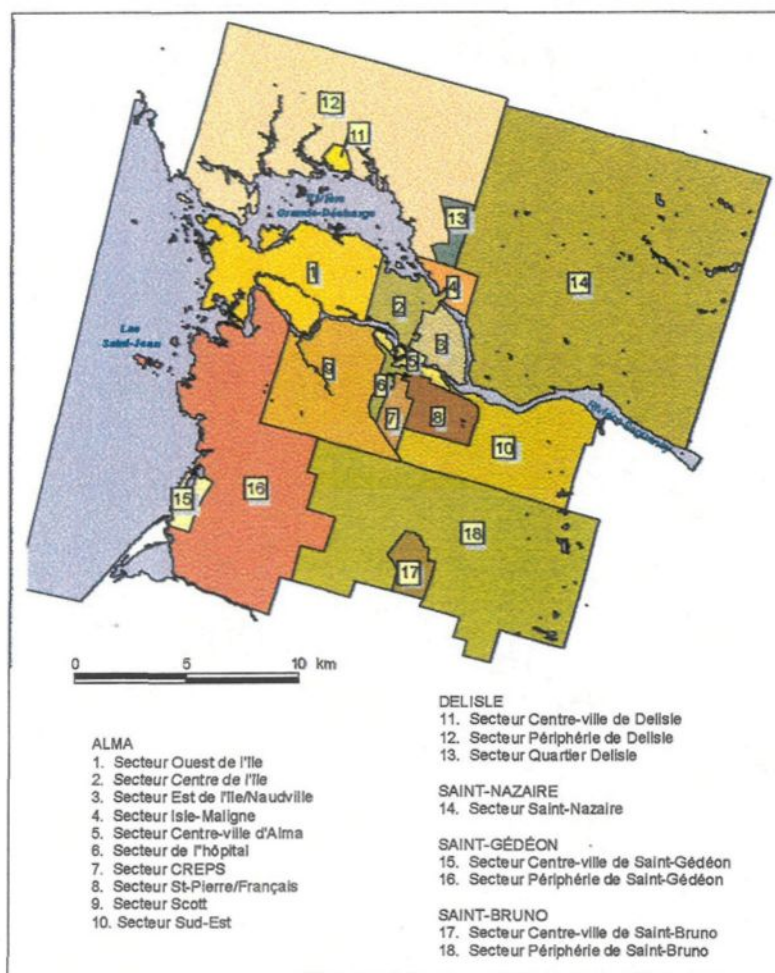 12
11
Rivière
Grande-Décharge
13
1
14
2
4
Lac
Saint-Jean
3
5
9
6
7
8
Rivière Saguenay
10
15
16
18
17
0 5 10 km
ALMA
1. Secteur Ouest de l'île
2. Secteur Centre de l'île
3. Secteur Est de l'île/Naudville
4. Secteur Isle-Maligne
5. Secteur Centre-ville d'Alma
6. Secteur de l"hôpital
7. Secteur CREPS
8. Secteur St-Pierre/Français
9. Secteur Scott
10. Secteur Sud-Est
DELISLE
11. Secteur Centre-ville de Delisle
12. Secteur Périphérie de Delisle
13. Secteur Quartier Delisle
SAINT-NAZAIRE
14. Secteur Saint-Nazaire
SAINT-GÉDÉON
15. Secteur Centre-ville de Saint-Gédéon
16. Secteur Périphérie de Saint-Gédéon
SAINT-BRUNO
17. Secteur Centre-ville de Saint-Bruno
18. Secteur Périphérie de Saint-Bruno